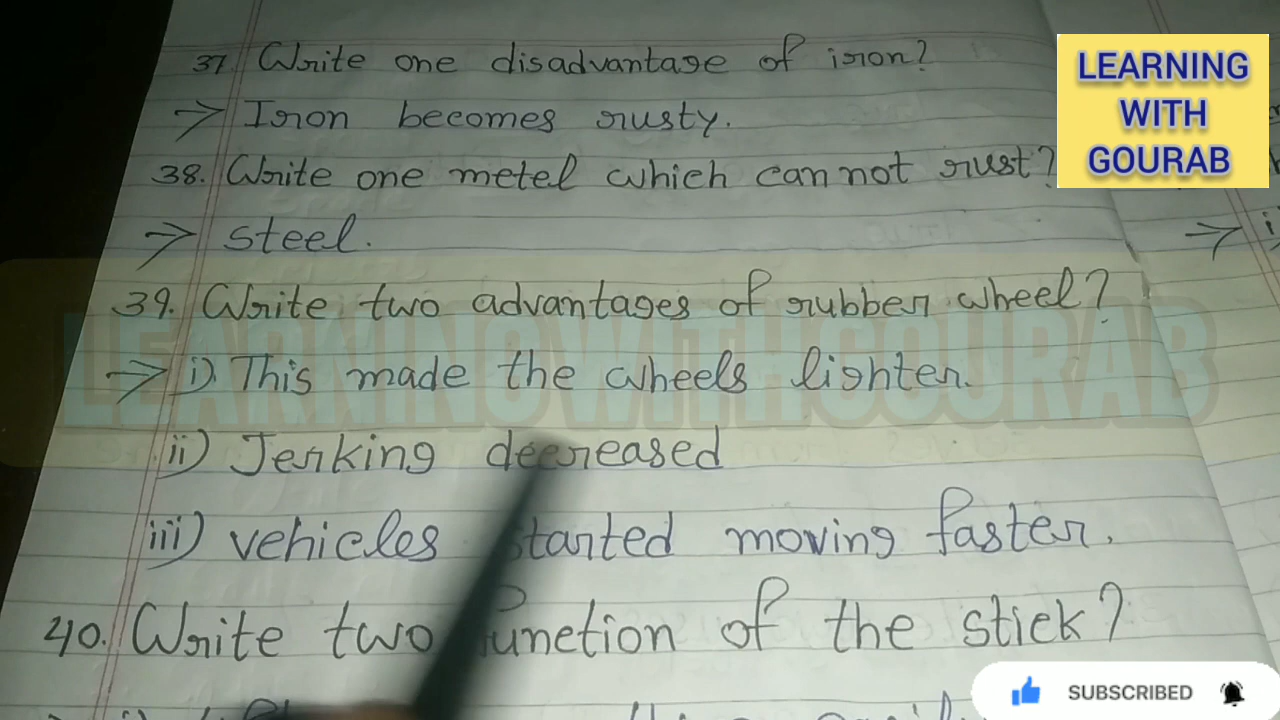 37. Write one disadvantage of iron?
→ Iron becomes rusty.
38. Write one metel which can not rust?
→ steel.
39. Write two advantages of rubber wheel?
→ i). This made the wheels lighter.
ii) Jerking decreased
iii) vehicles started moving faster.
40. Write two function of the stick?
LEARNING
WITH
GOURAB
LEARNINGWITHGOURAB
SUBSCRIBED